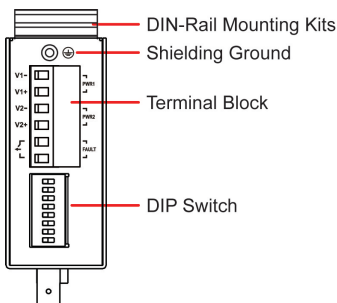 DIN-Rail Mounting Kits
Shielding Ground
V1-
V1+
PWR1
Terminal Block
V2-
V2+
PWR2
FAULT
DIP Switch